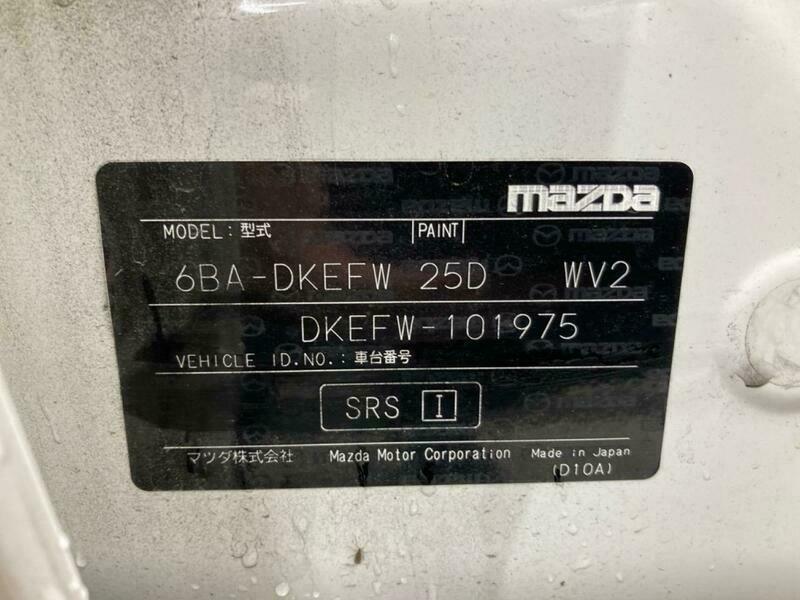 mazda
MODEL: 型式 PAINT
6BA-DKEFW 25D WV2
DKEFW-101975
VEHICLE ID.NO.: 車台番号
SRS I
マツダ株式会社 Mazda Motor Corporation Made in Japan
(D10A)